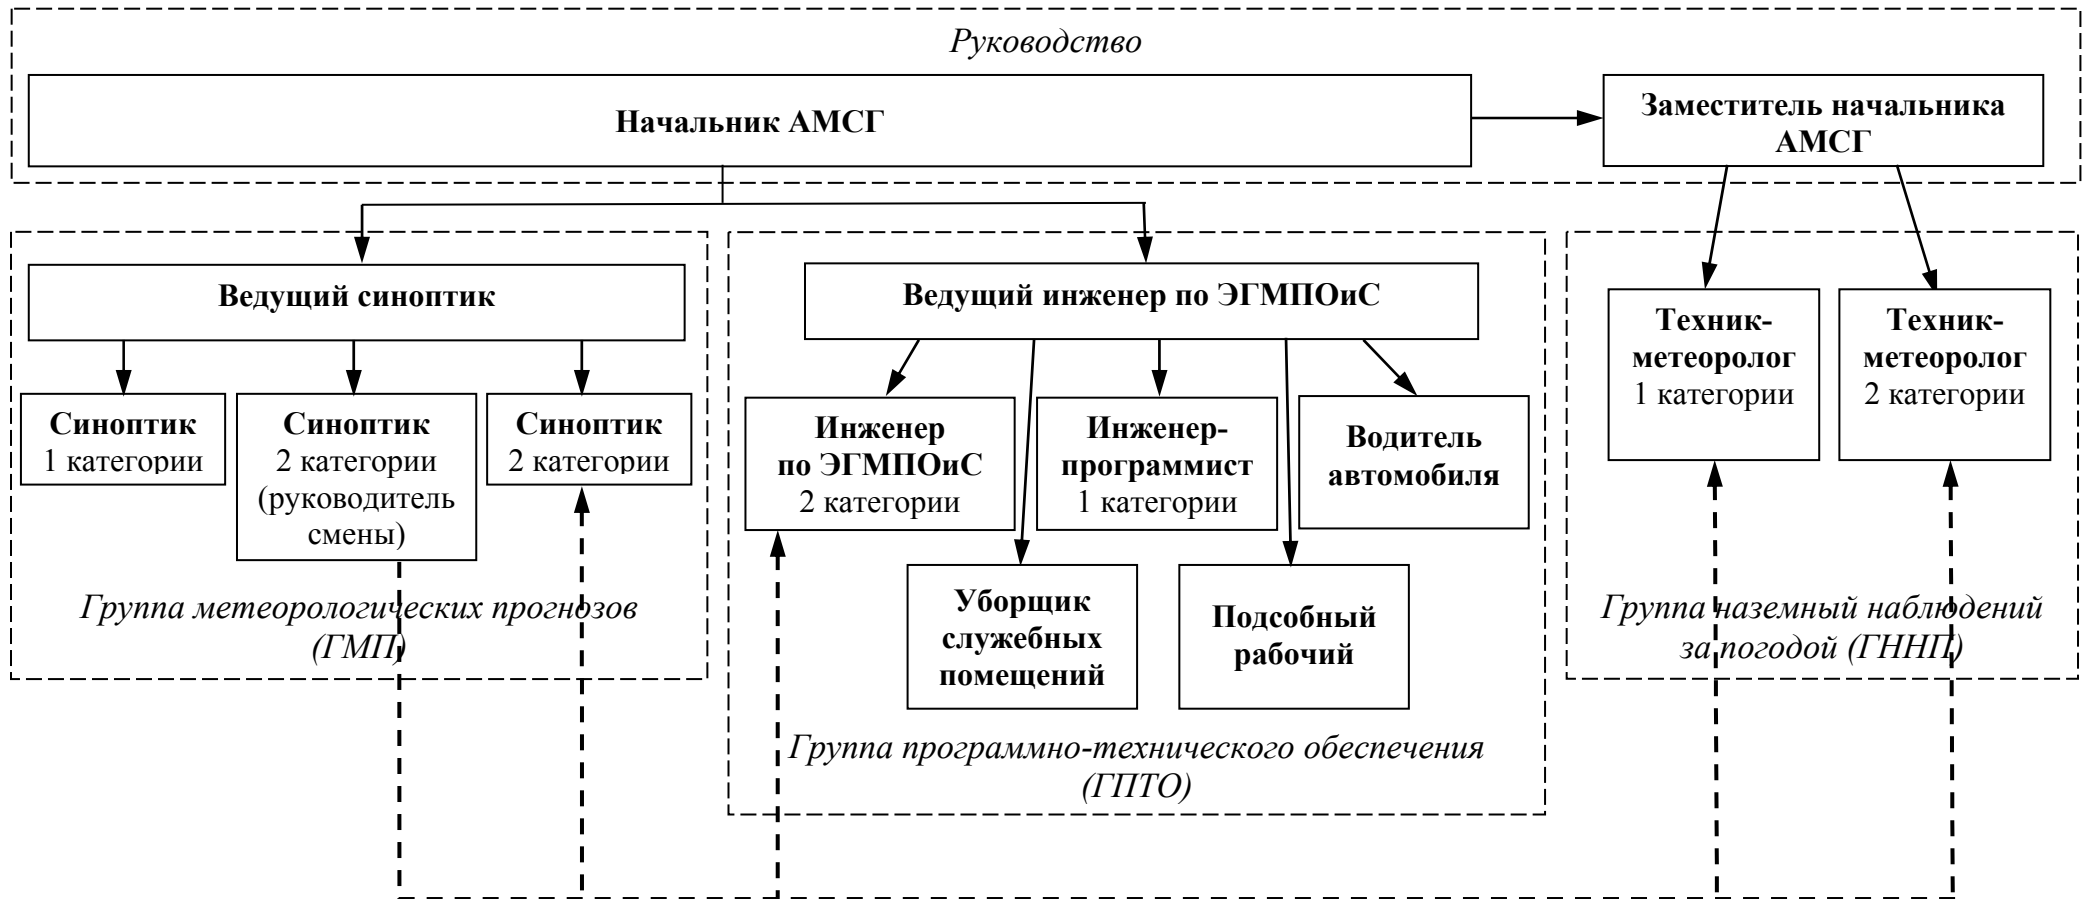 Руководство
Начальник АМСГ
Заместитель начальника
АМСГ
Ведущий синоптик
Синоптик
1 категории
Синоптик
2 категории
(руководитель
смены)
Синоптик
2 категории
Группа метеорологических прогнозов
(ГМП)
Ведущий инженер по ЭГМПОиС
Инженер
по ЭГМПОиС
2 категории
Инженер-
программист
1 категории
Водитель
автомобиля
Уборщик
служебных
помещений
Подсобный
рабочий
Группа программно-технического обеспечения
(ГПТО)
Техник-
метеоролог
1 категории
Техник-
метеоролог
2 категории
Группа наземный наблюдений
за погодой (ГННП)